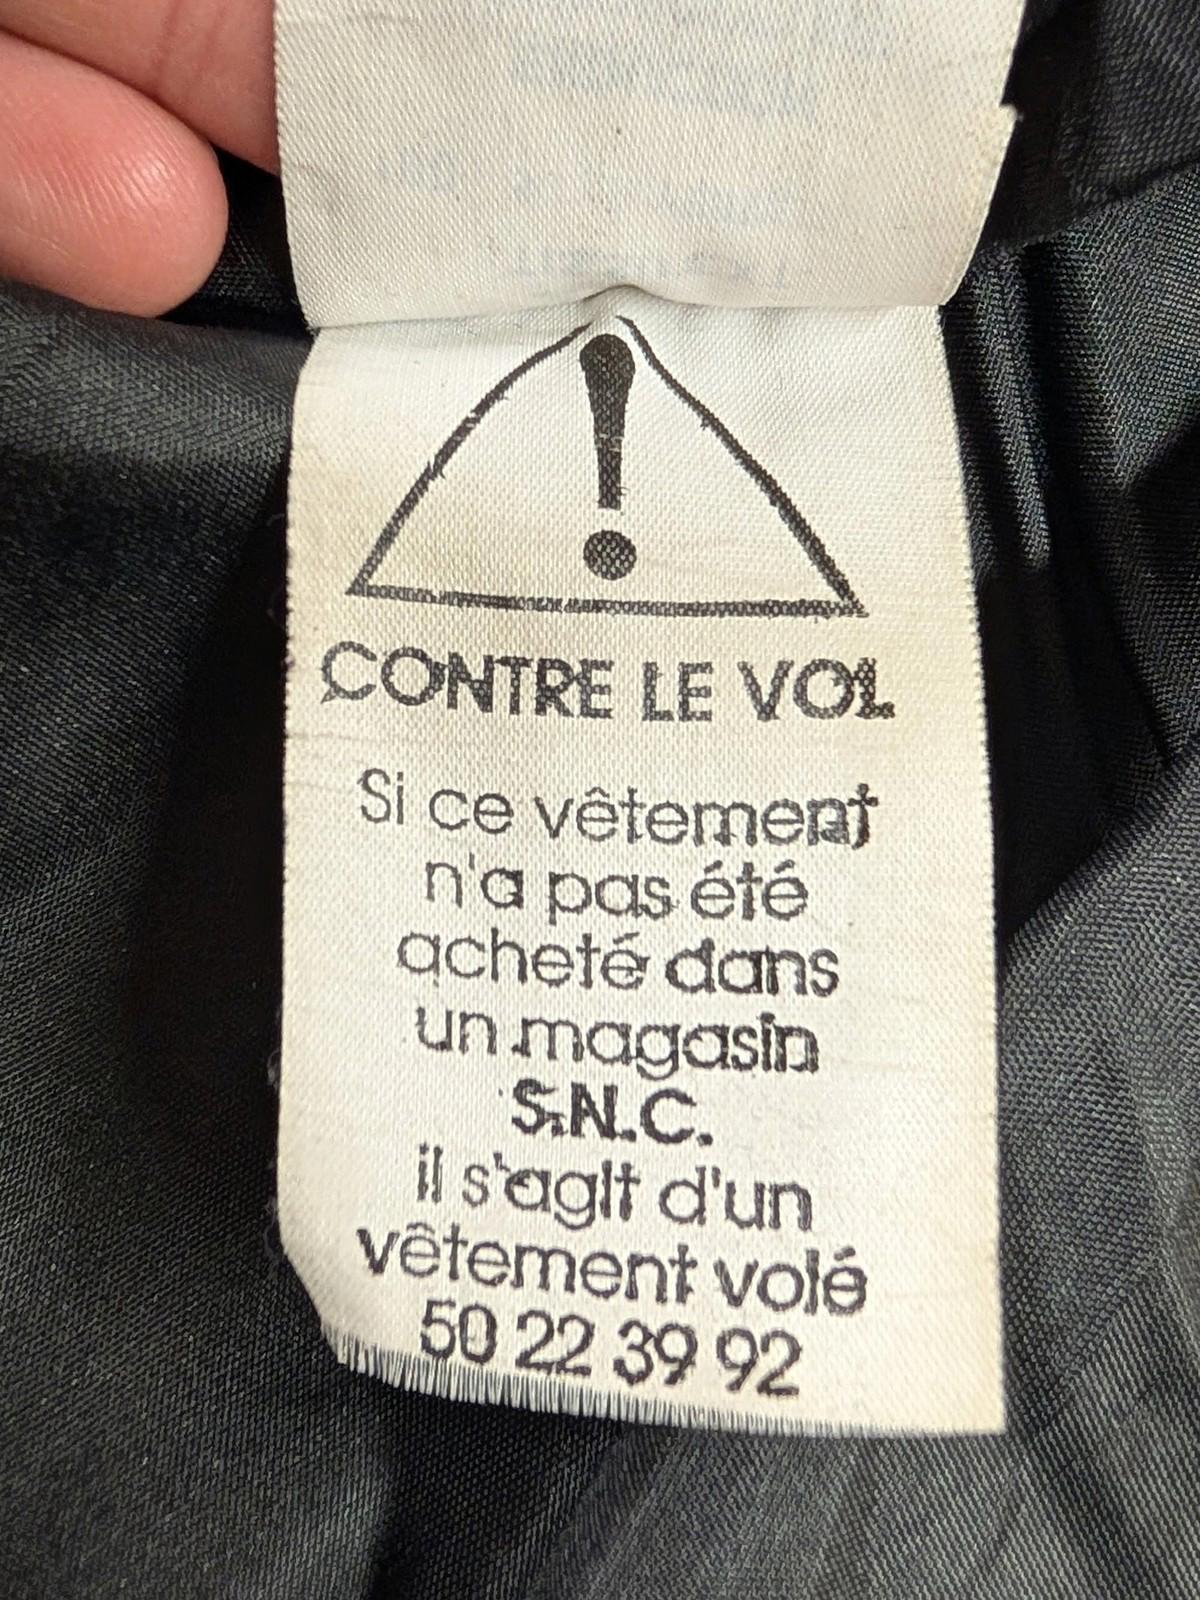 CONTRE LE VOL
Si ce vêtement
n'a pas été
acheté dans
un magasin
S.N.C.
il s'agit d'un
vêtement volé
50 22 39 92